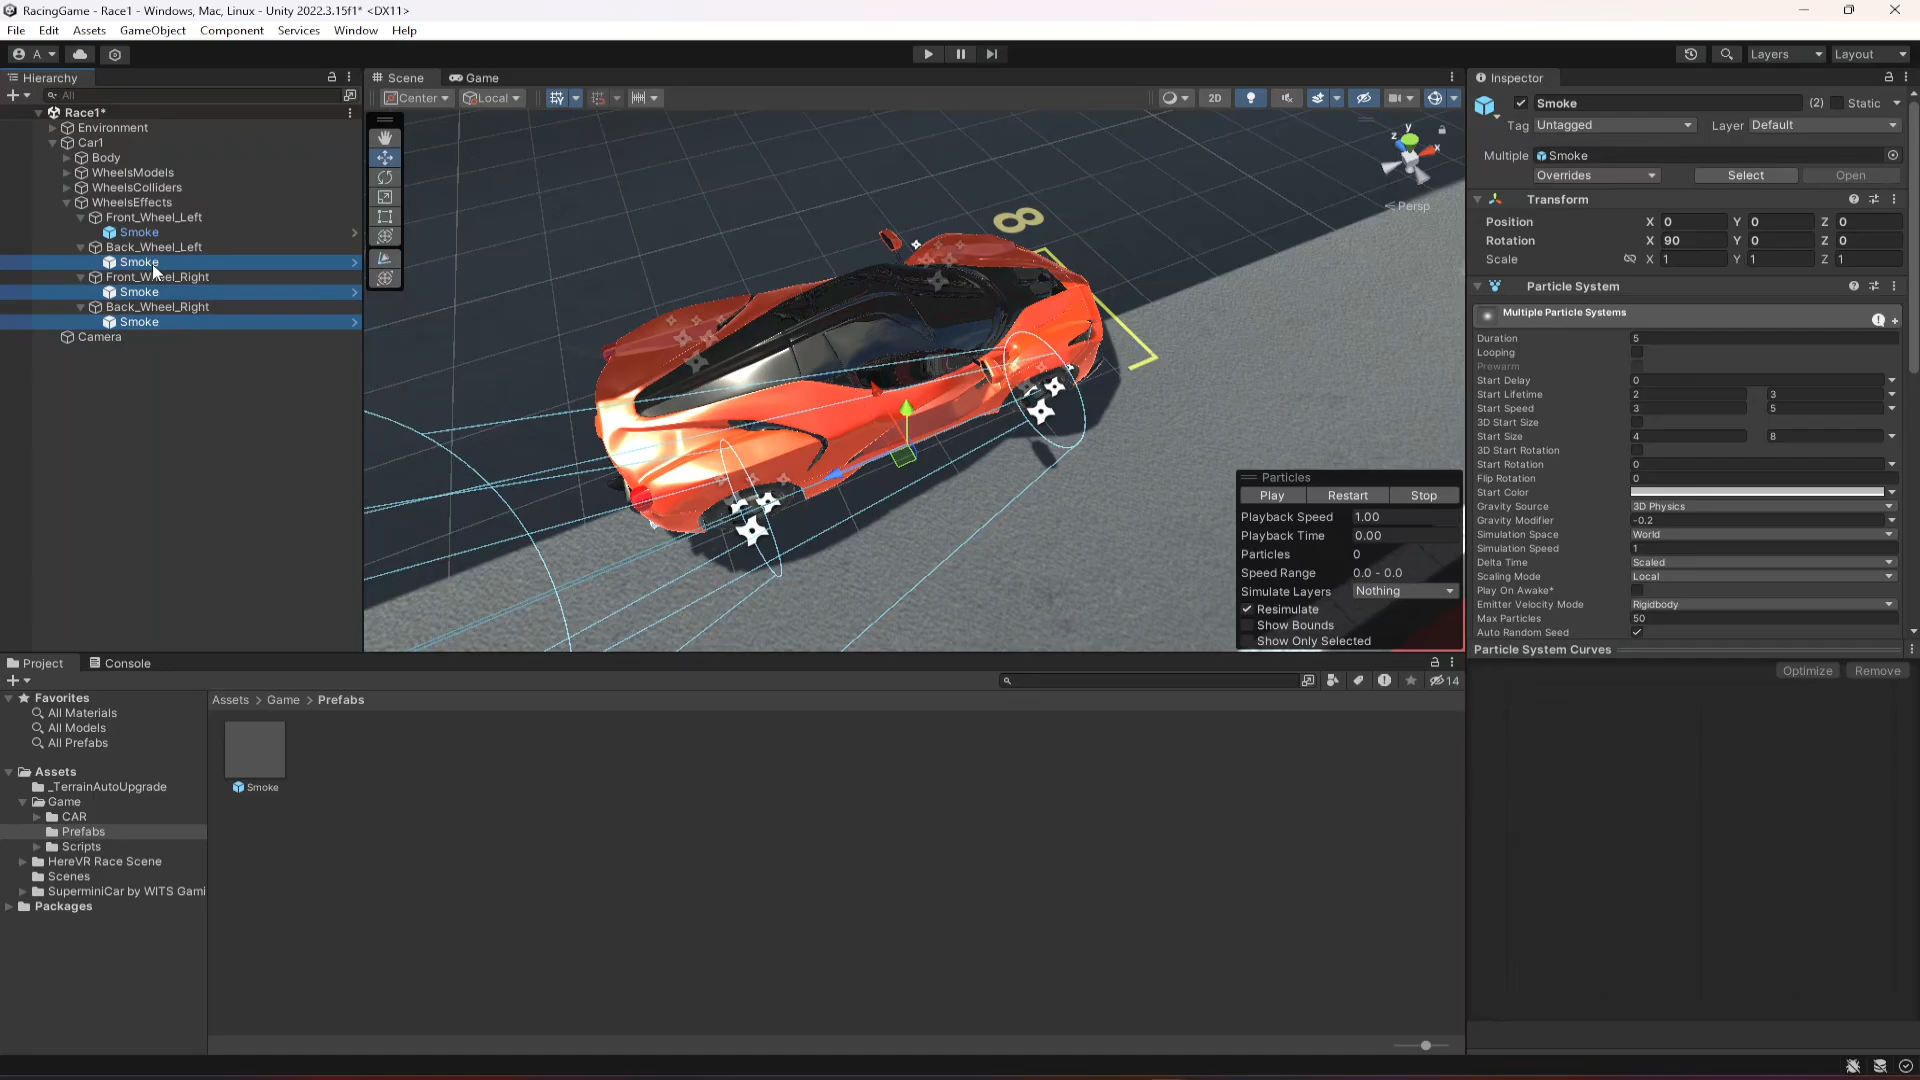 RacingGame - Race1 - Windows, Mac, Linux - Unity 2022.3.15f1* <DX11>
File Edit Assets GameObject Component Services Window Help
A Layers Layout
Hierarchy
All
Race1*
Environment
Car1
Body
WheelsModels
WheelsColliders
WheelsEffects
Front_Wheel_Left
Smoke
Back_Wheel_Left
Smoke
Front_Wheel_Right
Smoke
Back_Wheel_Right
Smoke
Camera
Scene Game
Center Local 2D
y
z x
Persp
8
Particles
Play Restart Stop
Playback Speed 1.00
Playback Time 0.00
Particles 0
Speed Range 0.0 - 0.0
Simulate Layers Nothing
Resimulate
Show Bounds
Show Only Selected
Inspector
Smoke (2) Static
Tag Untagged Layer Default
Multiple Smoke
Overrides Select Open
Transform
Position X 0 Y 0 Z 0
Rotation X 90 Y 0 Z 0
Scale X 1 Y 1 Z 1
Particle System
Multiple Particle Systems
Duration 5
Looping
Prewarm
Start Delay 0
Start Lifetime 2 3
Start Speed 3 5
3D Start Size
Start Size 4 8
3D Start Rotation
Start Rotation 0
Flip Rotation 0
Start Color
Gravity Source 3D Physics
Gravity Modifier -0.2
Simulation Space World
Simulation Speed 1
Delta Time Scaled
Scaling Mode Local
Play On Awake*
Emitter Velocity Mode Rigidbody
Max Particles 50
Auto Random Seed
Particle System Curves
Optimize Remove
Project Console
14
Favorites
All Materials
All Models
All Prefabs
Assets
_TerrainAutoUpgrade
Game
CAR
Prefabs
Scripts
HereVR Race Scene
Scenes
SuperminiCar by WITS Gami
Packages
Assets > Game > Prefabs
Smoke